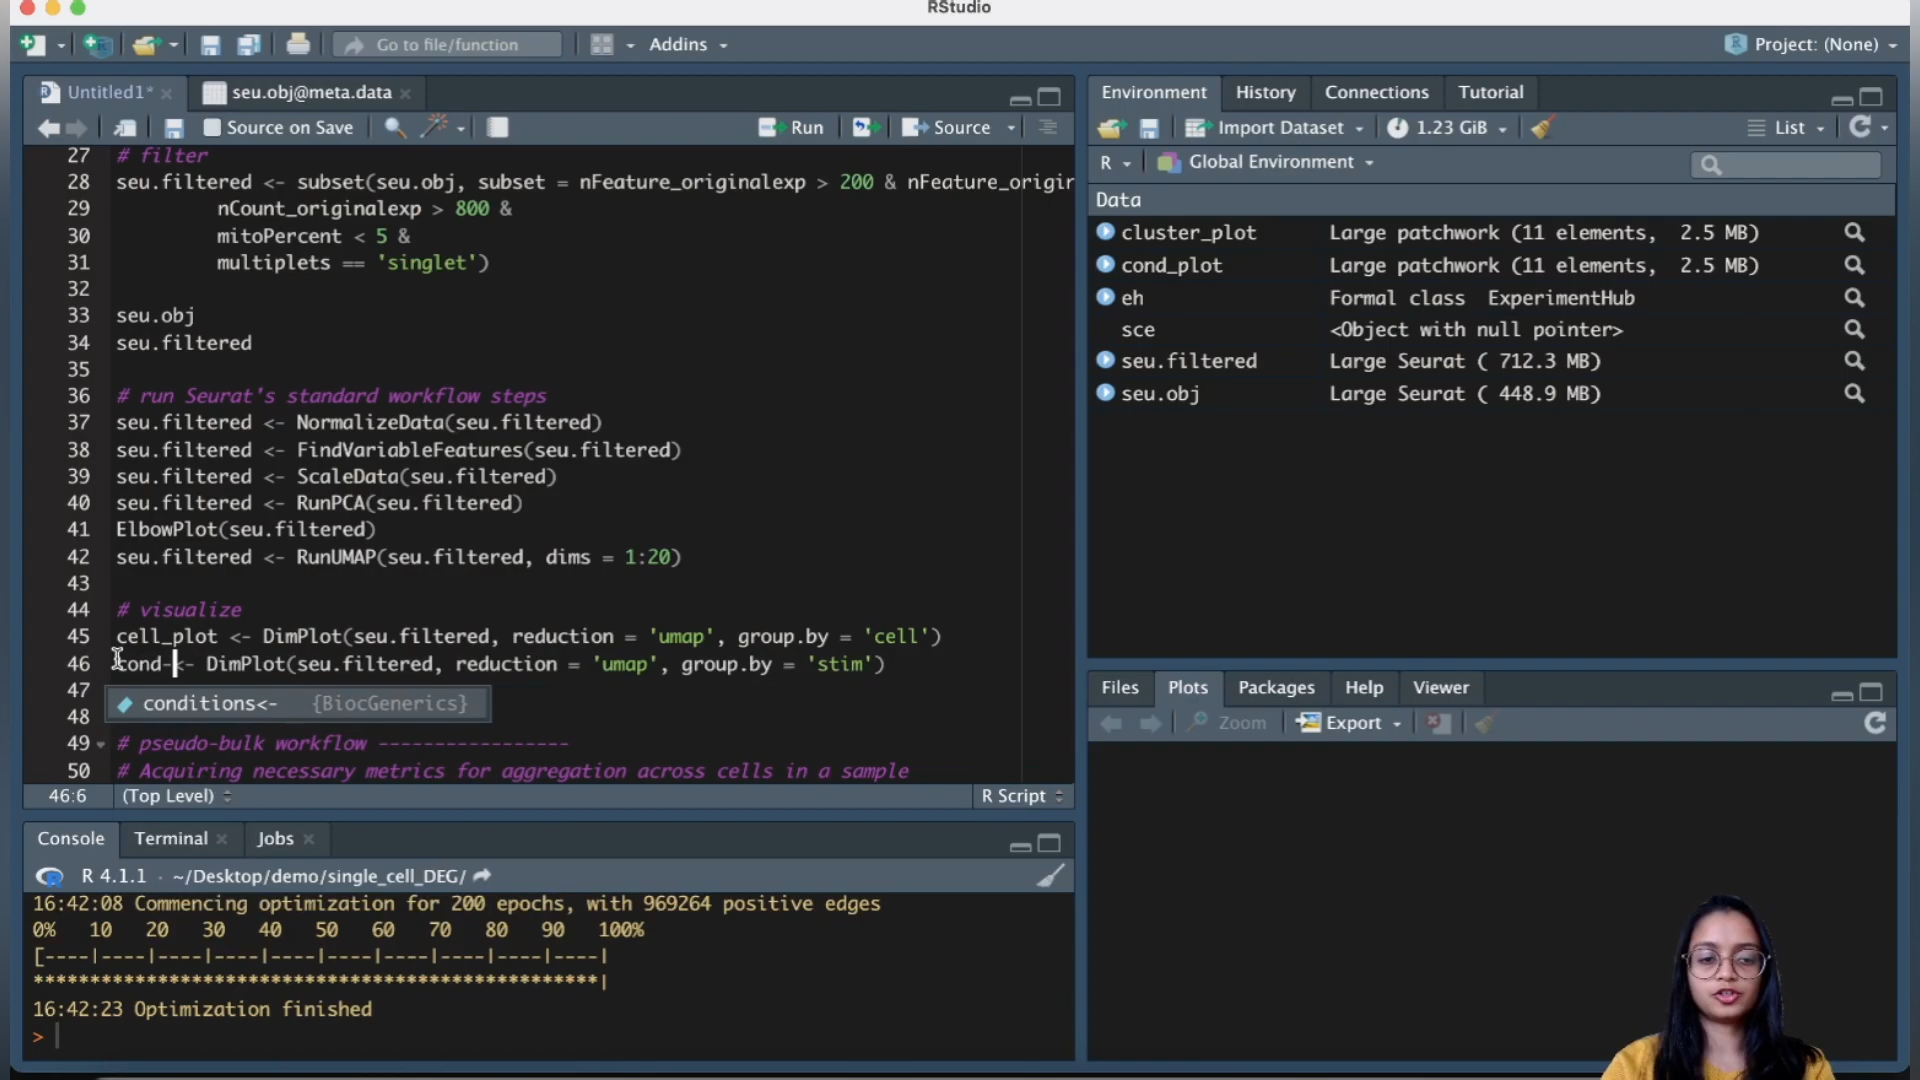 RStudio
Go to file/function
Addins
Project: (None)
Untitled1*
seu.obj@meta.data
Source on Save
Run
Source
27 # filter
28 seu.filtered <- subset(seu.obj, subset = nFeature_originalexp > 200 & nFeature_origir
29 nCount_originalexp > 800 &
30 mitoPercent < 5 &
31 multiplets == 'singlet')
32
33 seu.obj
34 seu.filtered
35
36 # run Seurat's standard workflow steps
37 seu.filtered <- NormalizeData(seu.filtered)
38 seu.filtered <- FindVariableFeatures(seu.filtered)
39 seu.filtered <- ScaleData(seu.filtered)
40 seu.filtered <- RunPCA(seu.filtered)
41 ElbowPlot(seu.filtered)
42 seu.filtered <- RunUMAP(seu.filtered, dims = 1:20)
43
44 # visualize
45 cell_plot <- DimPlot(seu.filtered, reduction = 'umap', group.by = 'cell')
46 cond-<- DimPlot(seu.filtered, reduction = 'umap', group.by = 'stim')
47
conditions<- {BiocGenerics}
48
49 # pseudo-bulk workflow -----------------
50 # Acquiring necessary metrics for aggregation across cells in a sample
46:6 (Top Level) R Script
Console Terminal Jobs
R 4.1.1 · ~/Desktop/demo/single_cell_DEG/
16:42:08 Commencing optimization for 200 epochs, with 969264 positive edges
0% 10 20 30 40 50 60 70 80 90 100%
[----|----|----|----|----|----|----|----|----|----|
**************************************************|
16:42:23 Optimization finished
>
Environment History Connections Tutorial
Import Dataset 1.23 GiB List
R Global Environment
Data
cluster_plot Large patchwork (11 elements, 2.5 MB)
cond_plot Large patchwork (11 elements, 2.5 MB)
eh Formal class ExperimentHub
sce <Object with null pointer>
seu.filtered Large Seurat ( 712.3 MB)
seu.obj Large Seurat ( 448.9 MB)
Files Plots Packages Help Viewer
Zoom Export